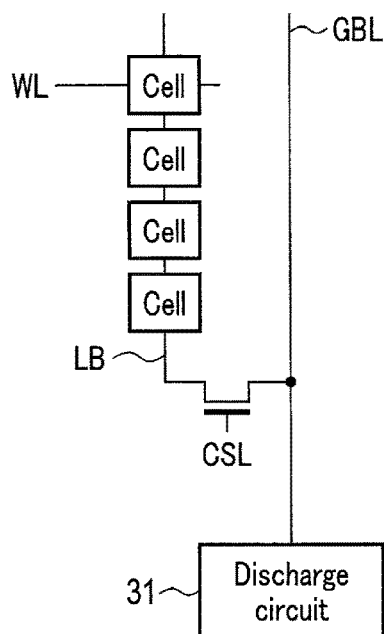 GBL
WL
Cell
Cell
Cell
Cell
LB
CSL
31
Discharge
circuit